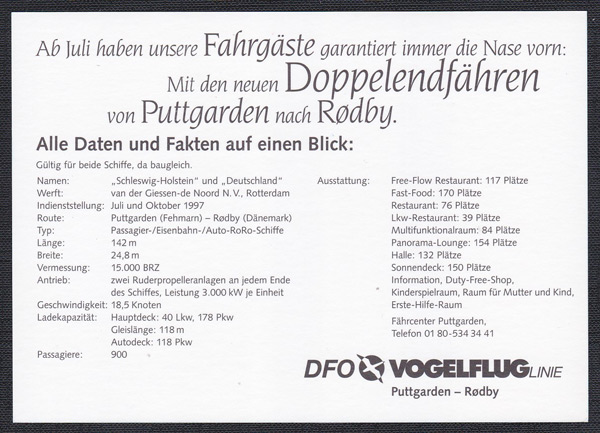 Ab Juli haben unsere Fahrgäste garantiert immer die Nase vorn:
Mit den neuen Doppelendfähren
von Puttgarden nach Rødby.
Alle Daten und Fakten auf einen Blick:
Gültig für beide Schiffe, da baugleich.
Namen: „Schleswig-Holstein" und „Deutschland"
Werft: van der Giessen-de Noord N.V., Rotterdam
Indienststellung: Juli und Oktober 1997
Route: Puttgarden (Fehmarn) – Rødby (Dänemark)
Typ: Passagier-/Eisenbahn-/Auto-RoRo-Schiffe
Länge: 142 m
Breite: 24,8 m
Vermessung: 15.000 BRZ
Antrieb: zwei Ruderpropelleranlagen an jedem Ende
des Schiffes, Leistung 3.000 kW je Einheit
Geschwindigkeit: 18,5 Knoten
Ladekapazität: Hauptdeck: 40 Lkw, 178 Pkw
Gleislänge: 118 m
Autodeck: 118 Pkw
Passagiere: 900
Ausstattung: Free-Flow Restaurant: 117 Plätze
Fast-Food: 170 Plätze
Restaurant: 76 Plätze
Lkw-Restaurant: 39 Plätze
Multifunktionalraum: 84 Plätze
Panorama-Lounge: 154 Plätze
Halle: 132 Plätze
Sonnendeck: 150 Plätze
Information, Duty-Free-Shop,
Kinderspielraum, Raum für Mutter und Kind,
Erste-Hilfe-Raum
Fährcenter Puttgarden,
Telefon 01 80-534 34 41
DFO VOGELFLUGLINIE
Puttgarden – Rødby